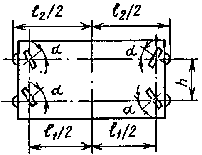 ℓ₂/2 ℓ₂/2
α α
h
α α
ℓ₁/2 ℓ₁/2